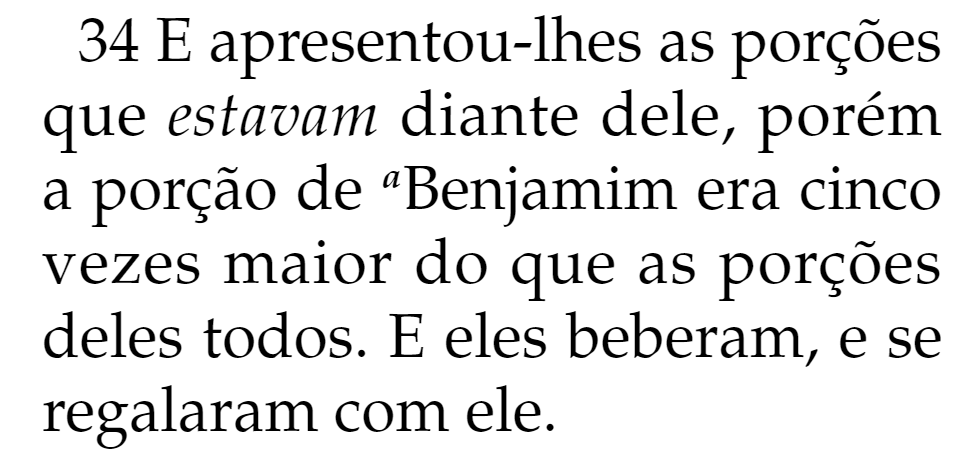 34 E apresentou-lhes as porções
que estavam diante dele, porém
a porção de aBenjamim era cinco
vezes maior do que as porções
deles todos. E eles beberam, e se
regalaram com ele.